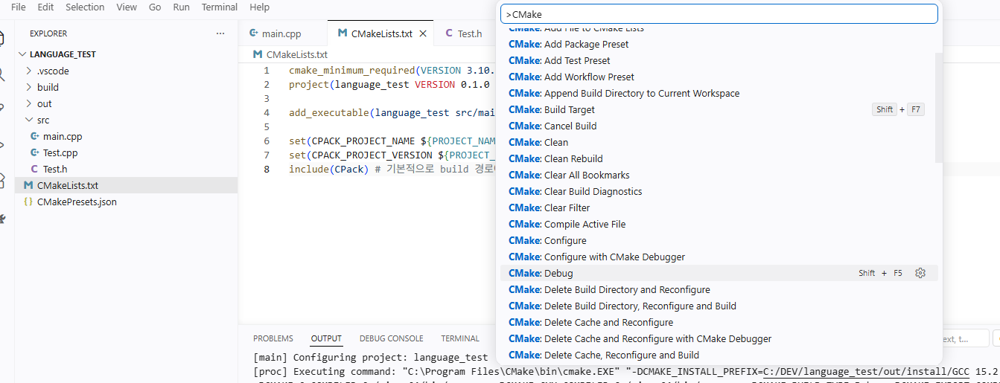 File Edit Selection View Go Run Terminal Help
>CMake
EXPLORER
LANGUAGE_TEST
.vscode
build
out
src
main.cpp
Test.cpp
Test.h
CMakeLists.txt
CMakePresets.json
main.cpp CMakeLists.txt Test.h
CMakeLists.txt
1 cmake_minimum_required(VERSION 3.10.
2 project(language_test VERSION 0.1.0
3
4 add_executable(language_test src/mai
5
6 set(CPACK_PROJECT_NAME ${PROJECT_NAM
7 set(CPACK_PROJECT_VERSION ${PROJECT_
8 include(CPack) # 기본적으로 build 경로
CMake: Add File to CMake Lists
CMake: Add Package Preset
CMake: Add Test Preset
CMake: Add Workflow Preset
CMake: Append Build Directory to Current Workspace
CMake: Build Target Shift + F7
CMake: Cancel Build
CMake: Clean
CMake: Clean Rebuild
CMake: Clear All Bookmarks
CMake: Clear Build Diagnostics
CMake: Clear Filter
CMake: Compile Active File
CMake: Configure
CMake: Configure with CMake Debugger
CMake: Debug Shift + F5
CMake: Delete Build Directory and Reconfigure
CMake: Delete Build Directory, Reconfigure and Build
CMake: Delete Cache and Reconfigure
CMake: Delete Cache and Reconfigure with CMake Debugger
CMake: Delete Cache, Reconfigure and Build
PROBLEMS OUTPUT DEBUG CONSOLE TERMINAL
ext, t...
[main] Configuring project: language_test
[proc] Executing command: "C:\Program Files\CMake\bin\cmake.EXE" "-DCMAKE_INSTALL_PREFIX=C:/DEV/language_test/out/install/GCC 15.2